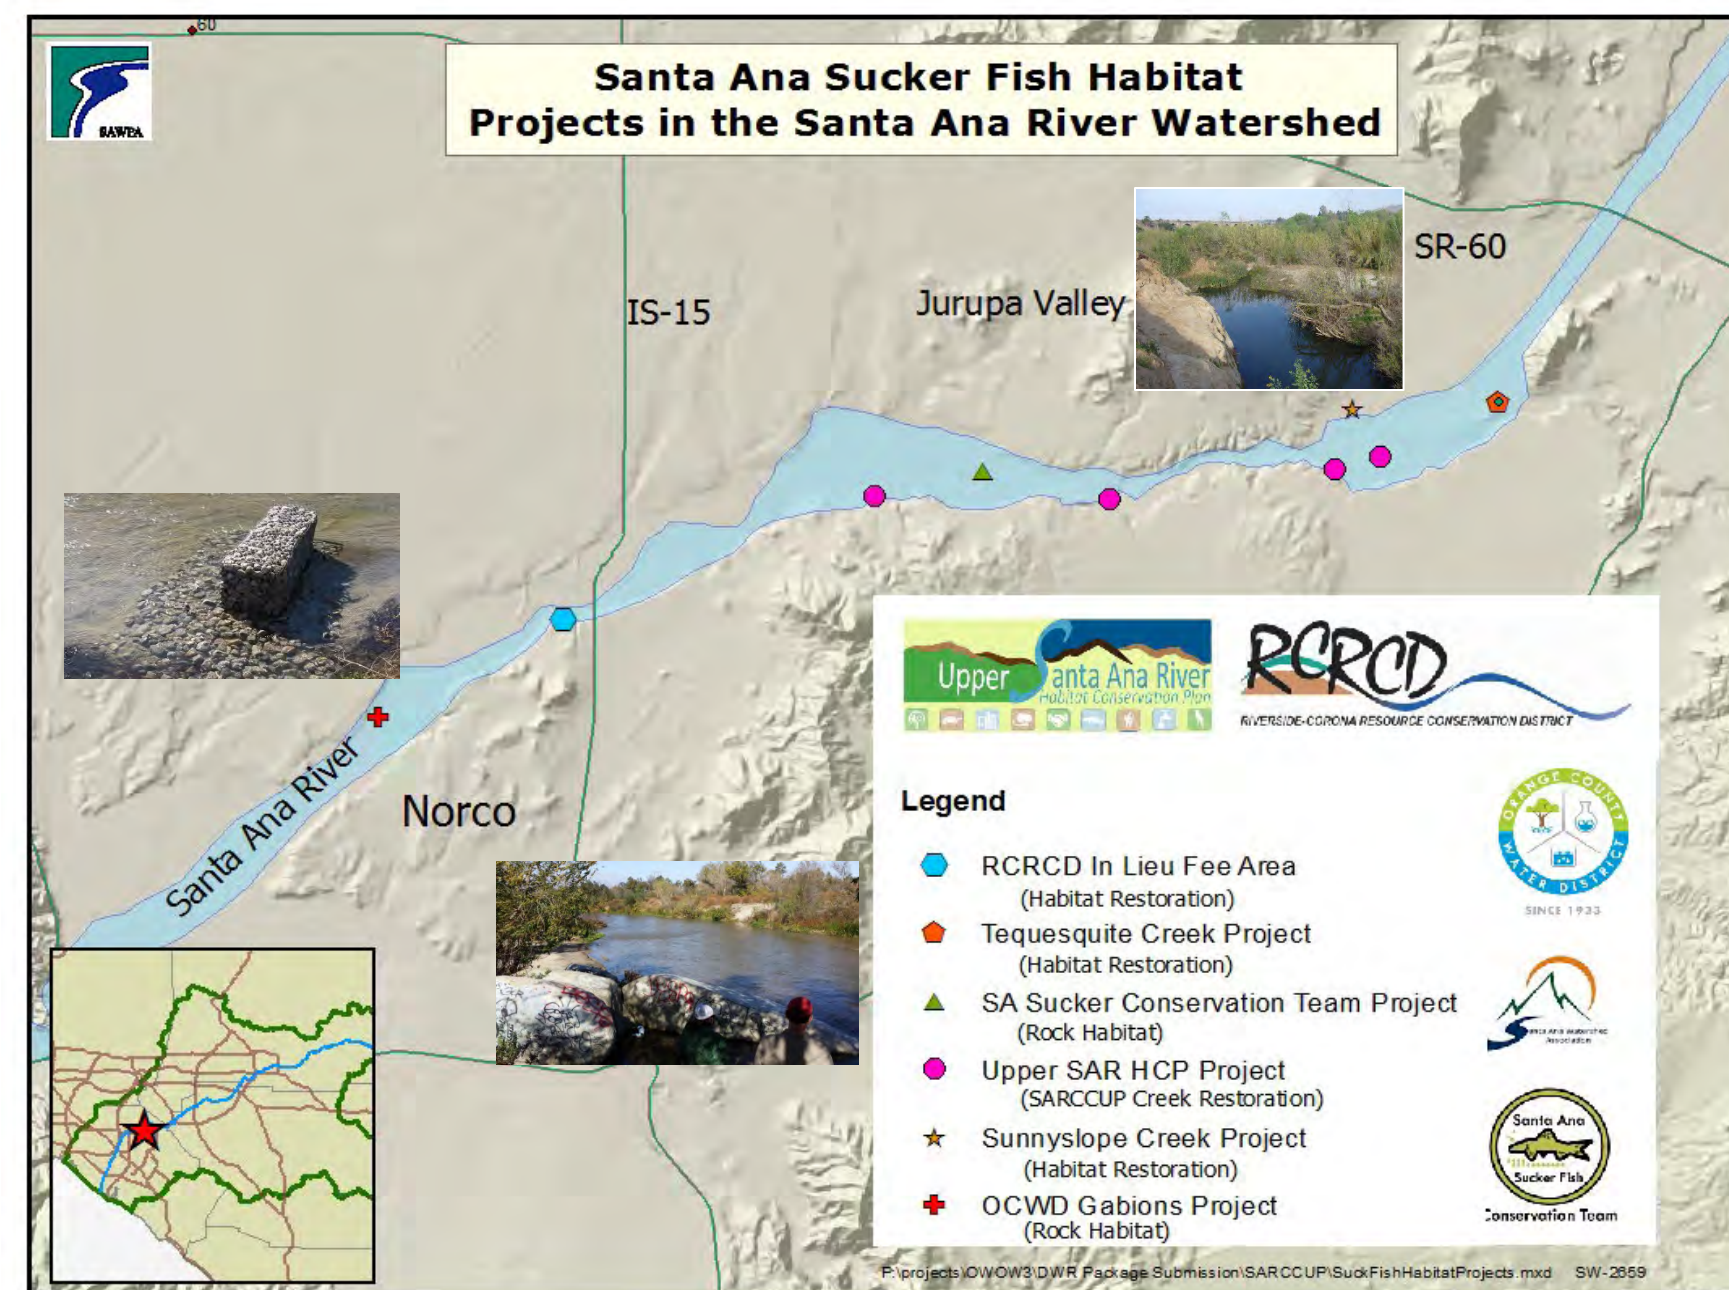 60
SAWPA
Santa Ana Sucker Fish Habitat
Projects in the Santa Ana River Watershed
SR-60
IS-15
Jurupa Valley
Santa Ana River
Norco
Upper Santa Ana River
Habitat Conservation Plan
RCRCD
RIVERSIDE-CORONA RESOURCE CONSERVATION DISTRICT
Legend
RCRCD In Lieu Fee Area
(Habitat Restoration)
Tequesquite Creek Project
(Habitat Restoration)
SA Sucker Conservation Team Project
(Rock Habitat)
Upper SAR HCP Project
(SARCCUP Creek Restoration)
Sunnyslope Creek Project
(Habitat Restoration)
OCWD Gabions Project
(Rock Habitat)
ORANGE COUNTY
WATER DISTRICT
SINCE 1933
Santa Ana Watershed
Association
Santa Ana
Sucker Fish
Conservation Team
P:\projects\OWOW3\DWR Package Submission\SARCCUP\SuckFishHabitatProjects.mxd SW-2659